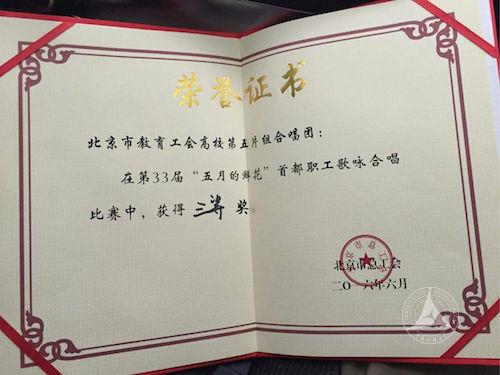 荣誉证书
北京市教育工会高校第五片组合唱团：
在第33届“五月的鲜花”首都职工歌咏合唱
比赛中，获得 三等 奖。
北京市总工会
二〇一六年六月